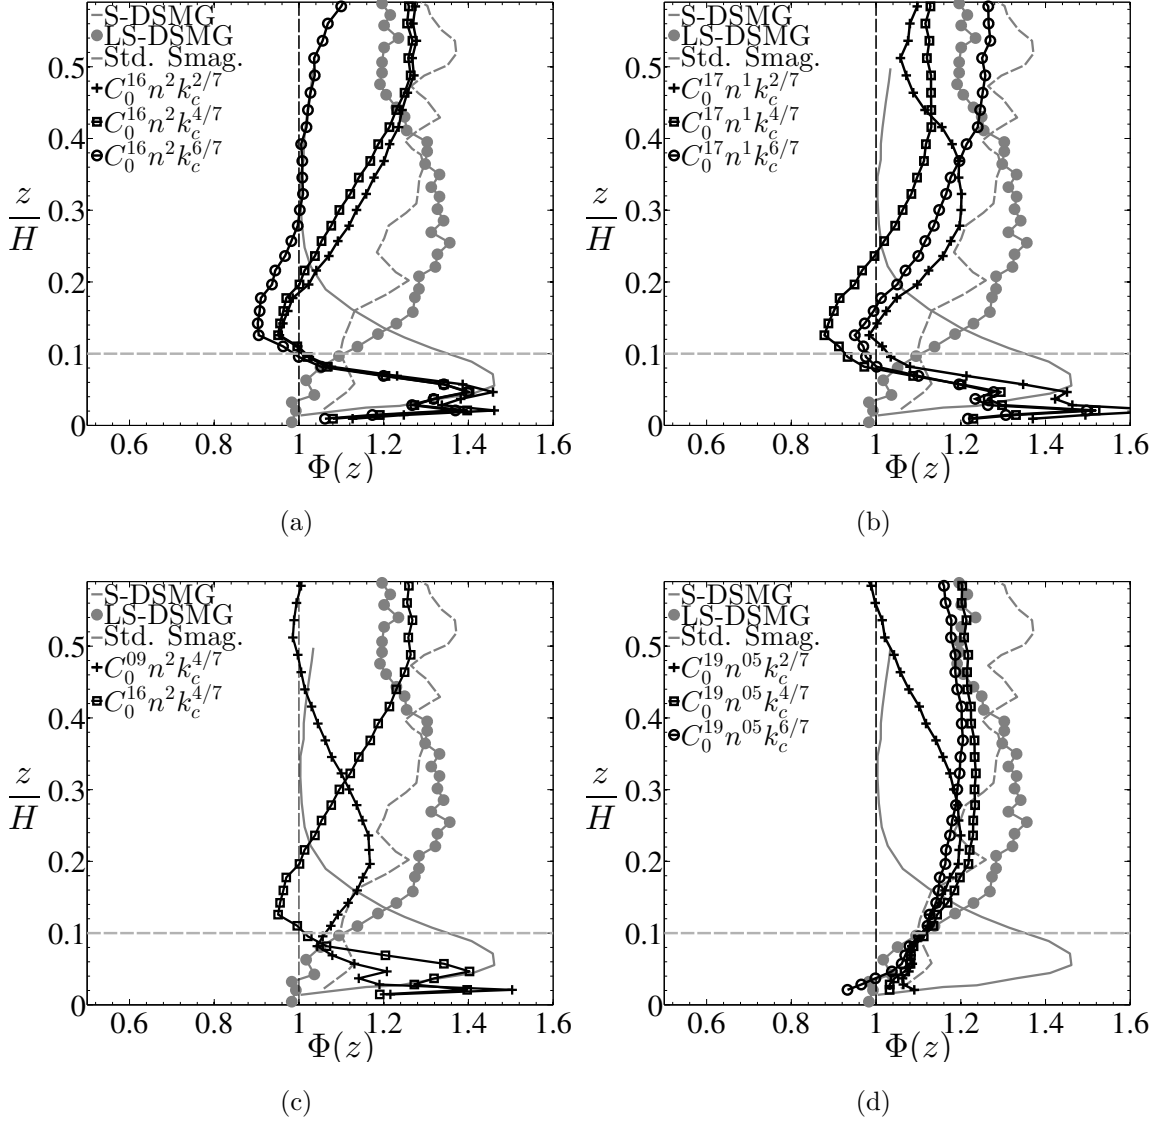 S-DSMG
LS-DSMG
Std. Smag.
C_0^{16}n^2k_c^{2/7}
C_0^{16}n^2k_c^{4/7}
C_0^{16}n^2k_c^{6/7}
0.5
0.4
0.3
0.2
0.1
0
z/H
0.6 0.8 1 1.2 1.4 1.6
Φ(z)
(a)
S-DSMG
LS-DSMG
Std. Smag.
C_0^{17}n^1k_c^{2/7}
C_0^{17}n^1k_c^{4/7}
C_0^{17}n^1k_c^{6/7}
0.5
0.4
0.3
0.2
0.1
0
z/H
0.6 0.8 1 1.2 1.4 1.6
Φ(z)
(b)
S-DSMG
LS-DSMG
Std. Smag.
C_0^{09}n^2k_c^{4/7}
C_0^{16}n^2k_c^{4/7}
0.5
0.4
0.3
0.2
0.1
0
z/H
0.6 0.8 1 1.2 1.4 1.6
Φ(z)
(c)
S-DSMG
LS-DSMG
Std. Smag.
C_0^{19}n^{05}k_c^{2/7}
C_0^{19}n^{05}k_c^{4/7}
C_0^{19}n^{05}k_c^{6/7}
0.5
0.4
0.3
0.2
0.1
0
z/H
0.6 0.8 1 1.2 1.4 1.6
Φ(z)
(d)